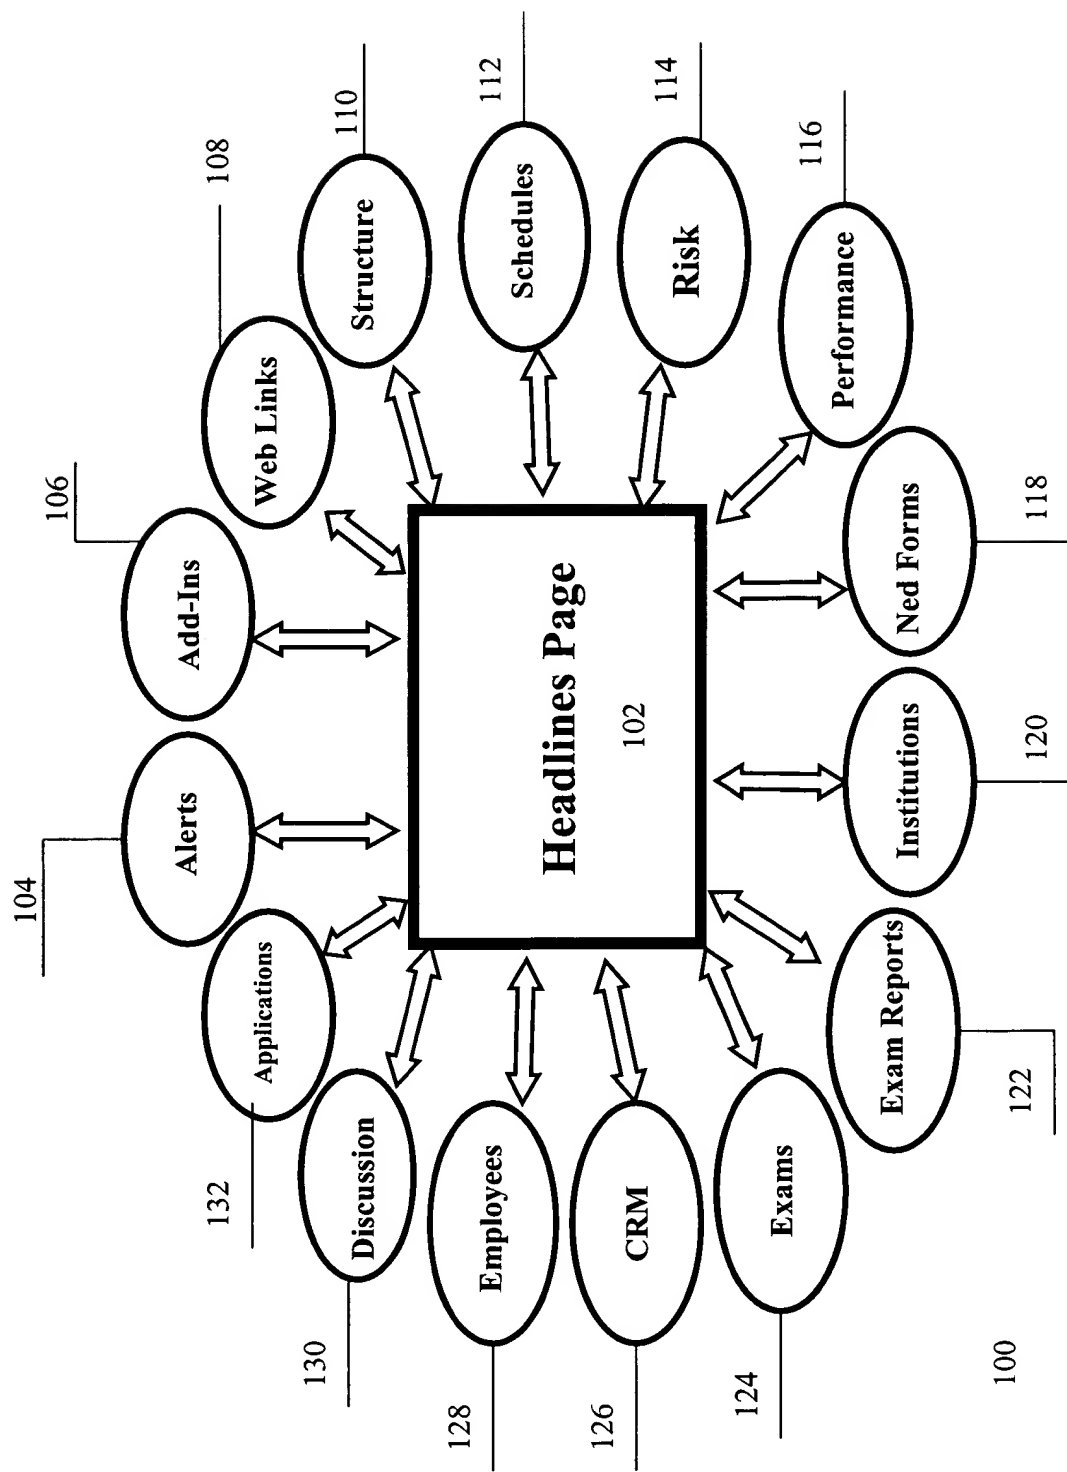 104
Alerts
106
Add-Ins
108
Web Links
110
Structure
112
Schedules
114
Risk
116
Performance
118
Ned Forms
120
Institutions
122
Exam Reports
124
Exams
126
CRM
128
Employees
130
Discussion
132
Applications
Headlines Page
102
100